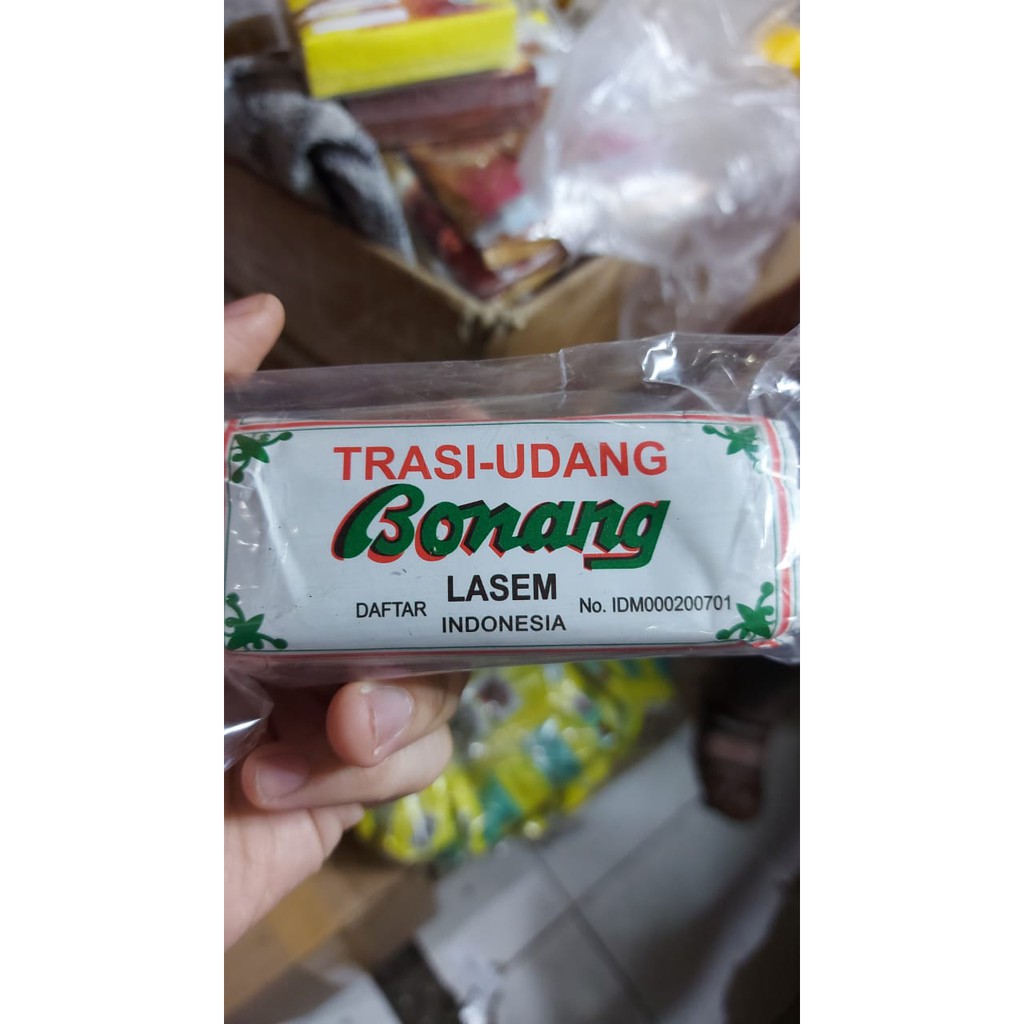 TRASI-UDANG
Bonang
LASEM
DAFTAR No. IDM000200701
INDONESIA